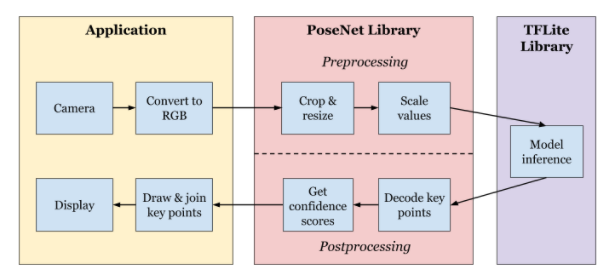 Application
PoseNet Library
TFLite
Library
Preprocessing
Camera
Convert to
RGB
Crop &
resize
Scale
values
Model
inference
Display
Draw & join
key points
Get
confidence
scores
Decode key
points
Postprocessing